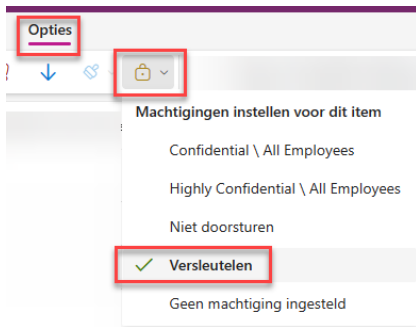 Opties
Machtigingen instellen voor dit item
Confidential \ All Employees
Highly Confidential \ All Employees
Niet doorsturen
Versleutelen
Geen machtiging ingesteld